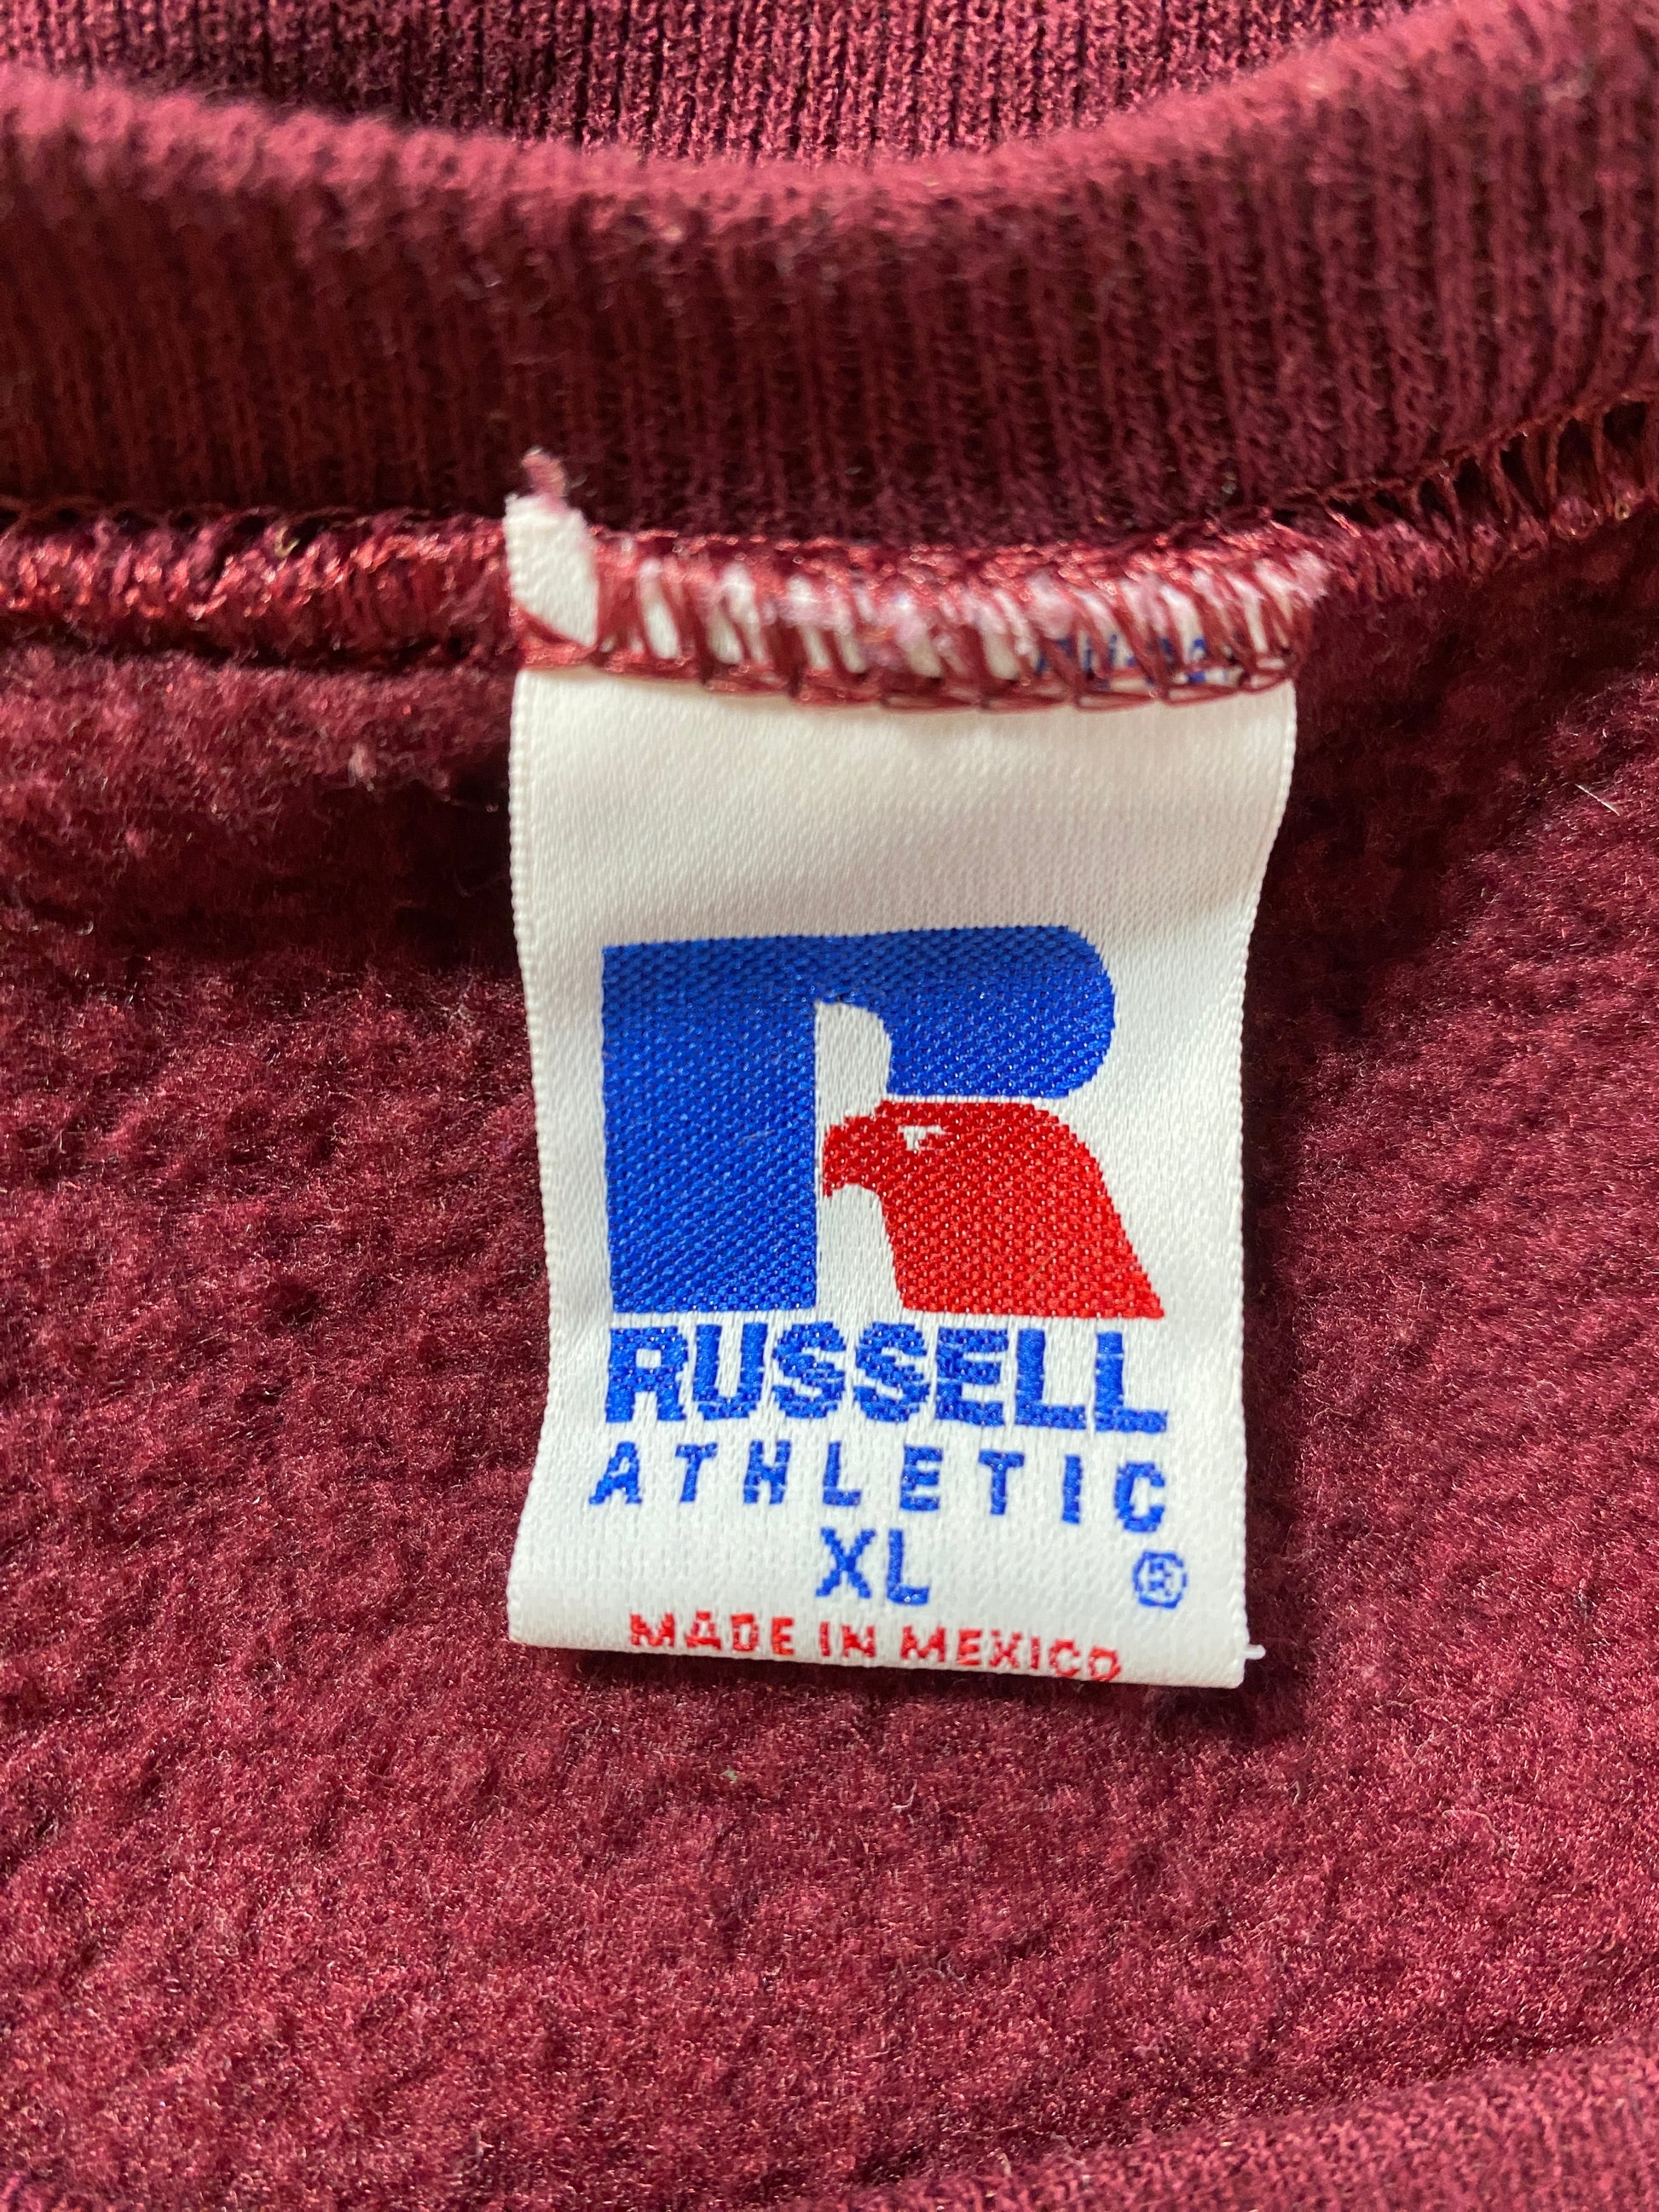 RUSSELL
ATHLETIC
XL ®
MADE IN MEXICO